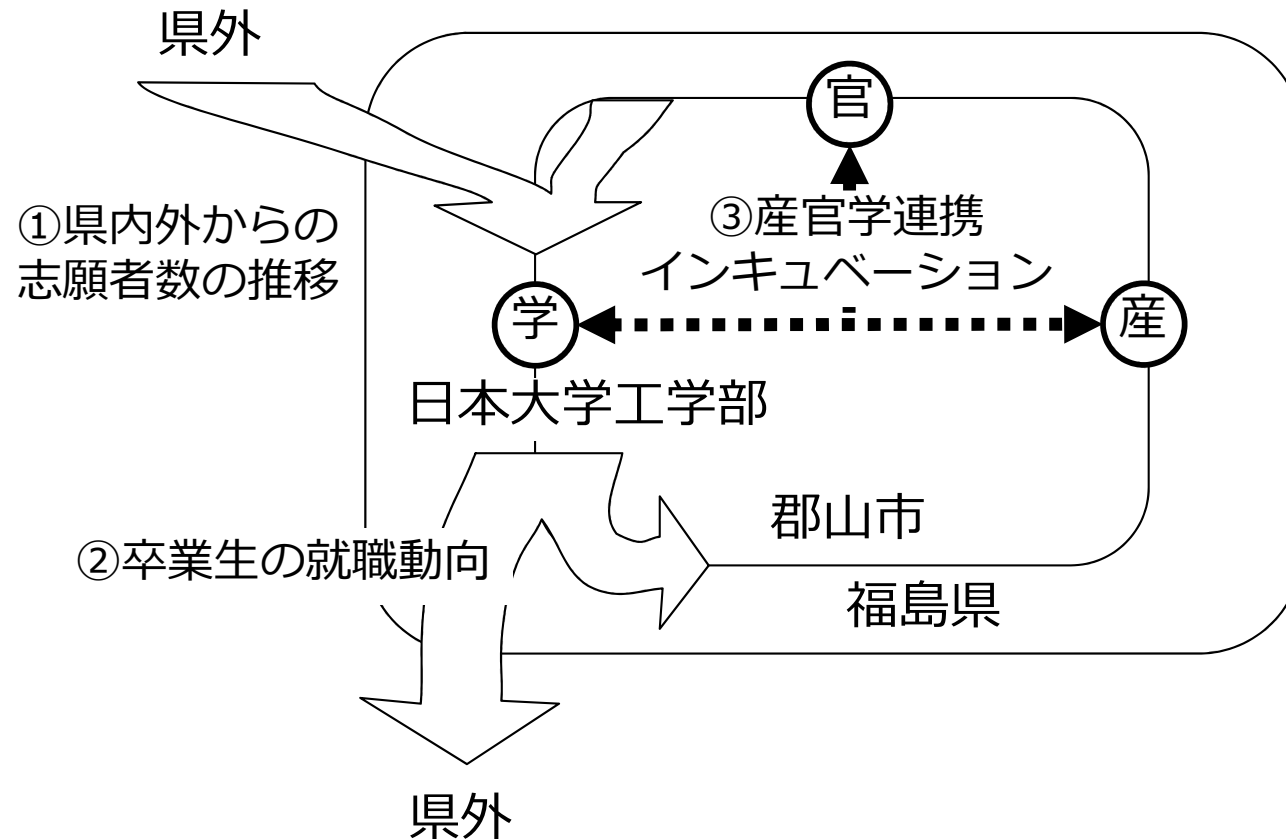 県外
官
①県内外からの
志願者数の推移
③産官学連携
インキュベーション
学
産
日本大学工学部
郡山市
②卒業生の就職動向
福島県
県外